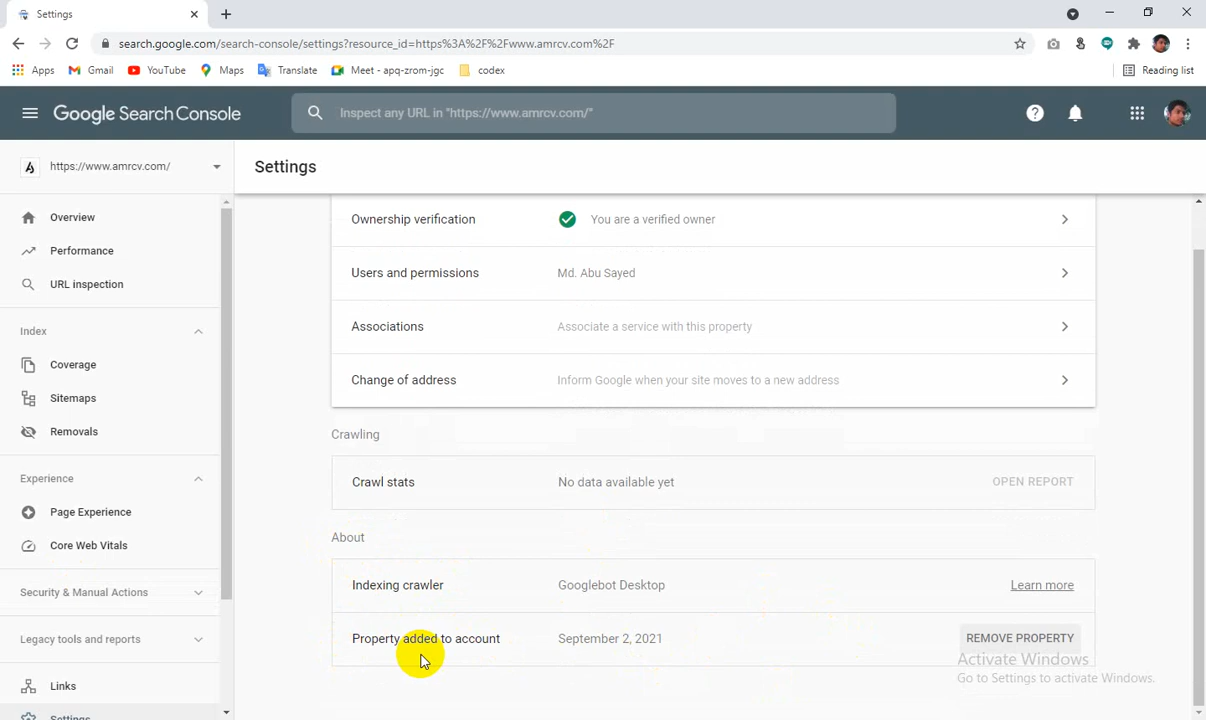 Settings
search.google.com/search-console/settings?resource_id=https%3A%2F%2Fwww.amrcv.com%2F
Apps Gmail YouTube Maps Translate Meet - apq-zrom-jgc codex Reading list
Google Search Console
Inspect any URL in "https://www.amrcv.com/"
https://www.amrcv.com/
Settings
Overview
Performance
URL inspection
Index
Coverage
Sitemaps
Removals
Experience
Page Experience
Core Web Vitals
Security & Manual Actions
Legacy tools and reports
Links
Settings
Ownership verification You are a verified owner
Users and permissions Md. Abu Sayed
Associations Associate a service with this property
Change of address Inform Google when your site moves to a new address
Crawling
Crawl stats No data available yet OPEN REPORT
About
Indexing crawler Googlebot Desktop Learn more
Property added to account September 2, 2021 REMOVE PROPERTY
Activate Windows
Go to Settings to activate Windows.